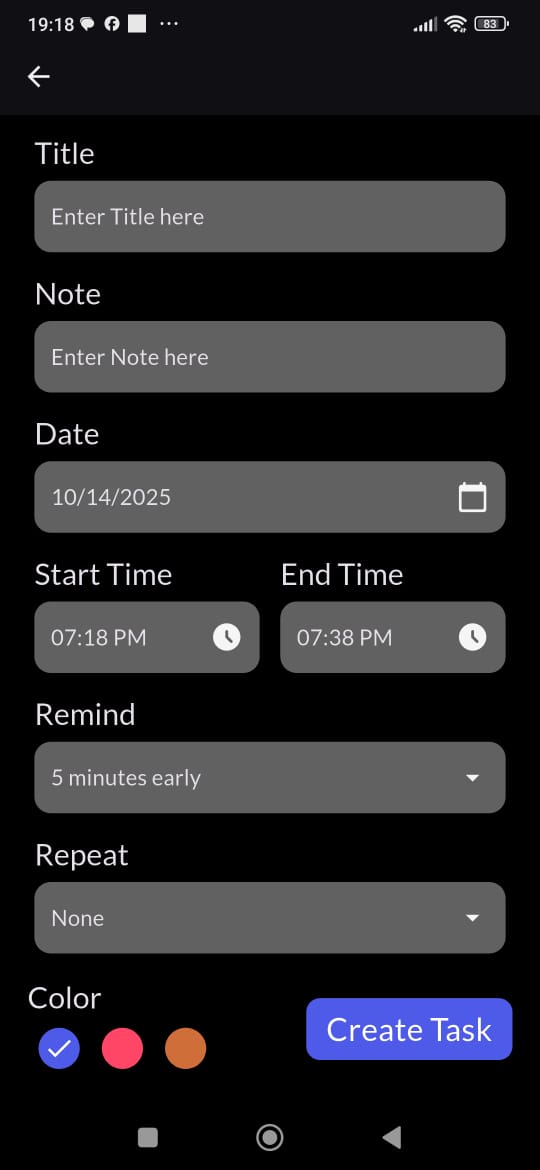 19:18
83
Title
Enter Title here
Note
Enter Note here
Date
10/14/2025
Start Time End Time
07:18 PM 07:38 PM
Remind
5 minutes early
Repeat
None
Color
Create Task